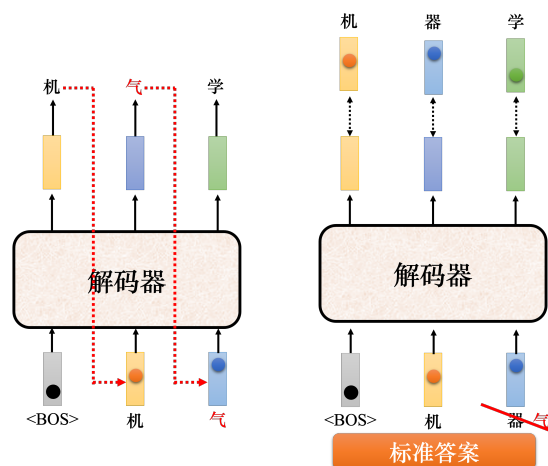 机 器 学
机 气 学
解码器 解码器
<BOS> 机 气 <BOS> 机 器 气
标准答案